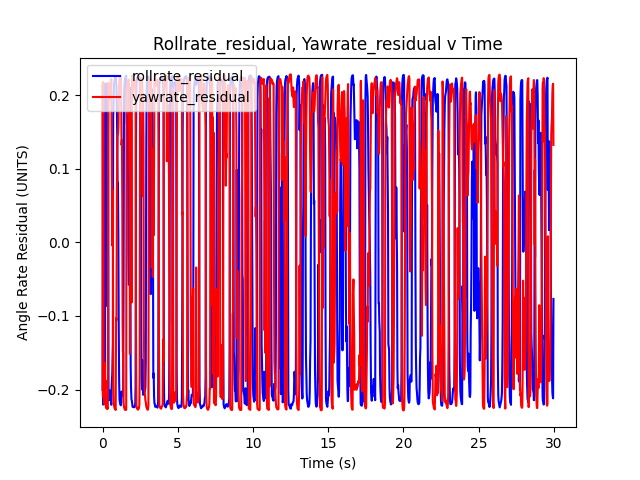 Rollrate_residual, Yawrate_residual v Time
rollrate_residual
yawrate_residual
Angle Rate Residual (UNITS)
0.2
0.1
0.0
−0.1
−0.2
0
5
10
15
20
25
30
Time (s)